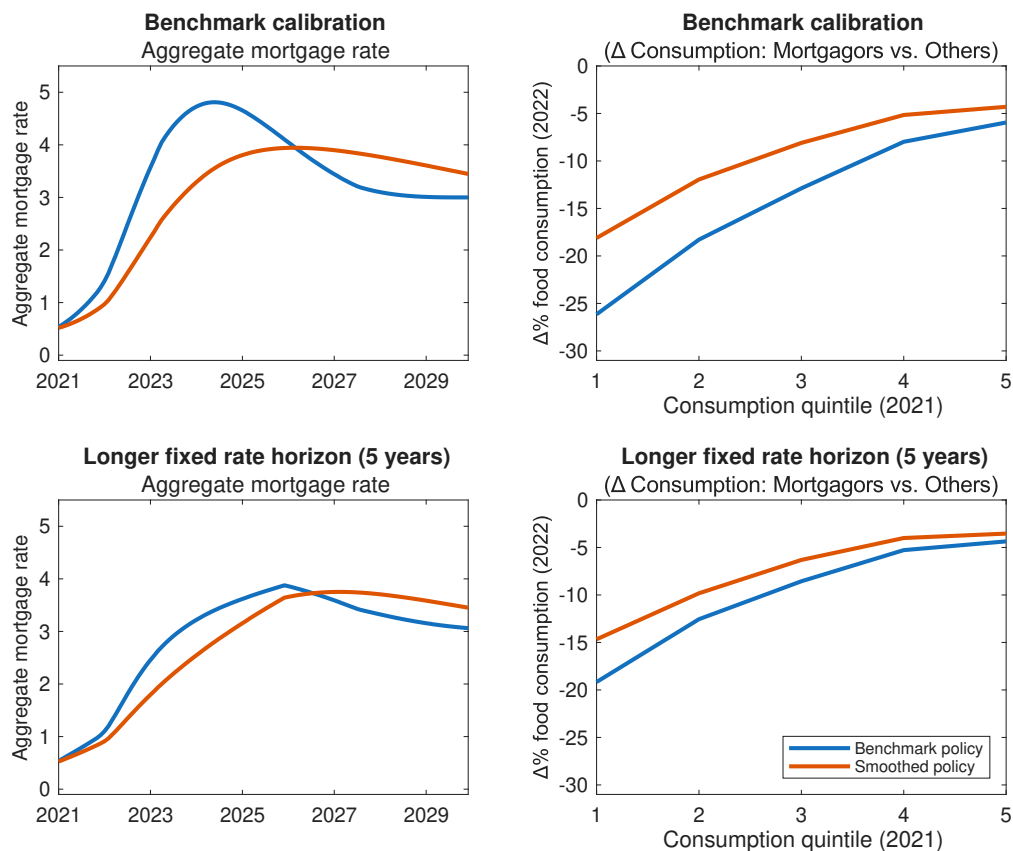 Benchmark calibration
Aggregate mortgage rate
Aggregate mortgage rate
5
4
3
2
1
0
2021 2023 2025 2027 2029
Benchmark calibration
(Δ Consumption: Mortgagors vs. Others)
Δ% food consumption (2022)
0
-5
-10
-15
-20
-25
-30
1 2 3 4 5
Consumption quintile (2021)
Longer fixed rate horizon (5 years)
Aggregate mortgage rate
Aggregate mortgage rate
5
4
3
2
1
0
2021 2023 2025 2027 2029
Longer fixed rate horizon (5 years)
(Δ Consumption: Mortgagors vs. Others)
Δ% food consumption (2022)
0
-5
-10
-15
-20
-25
-30
Benchmark policy
Smoothed policy
1 2 3 4 5
Consumption quintile (2021)